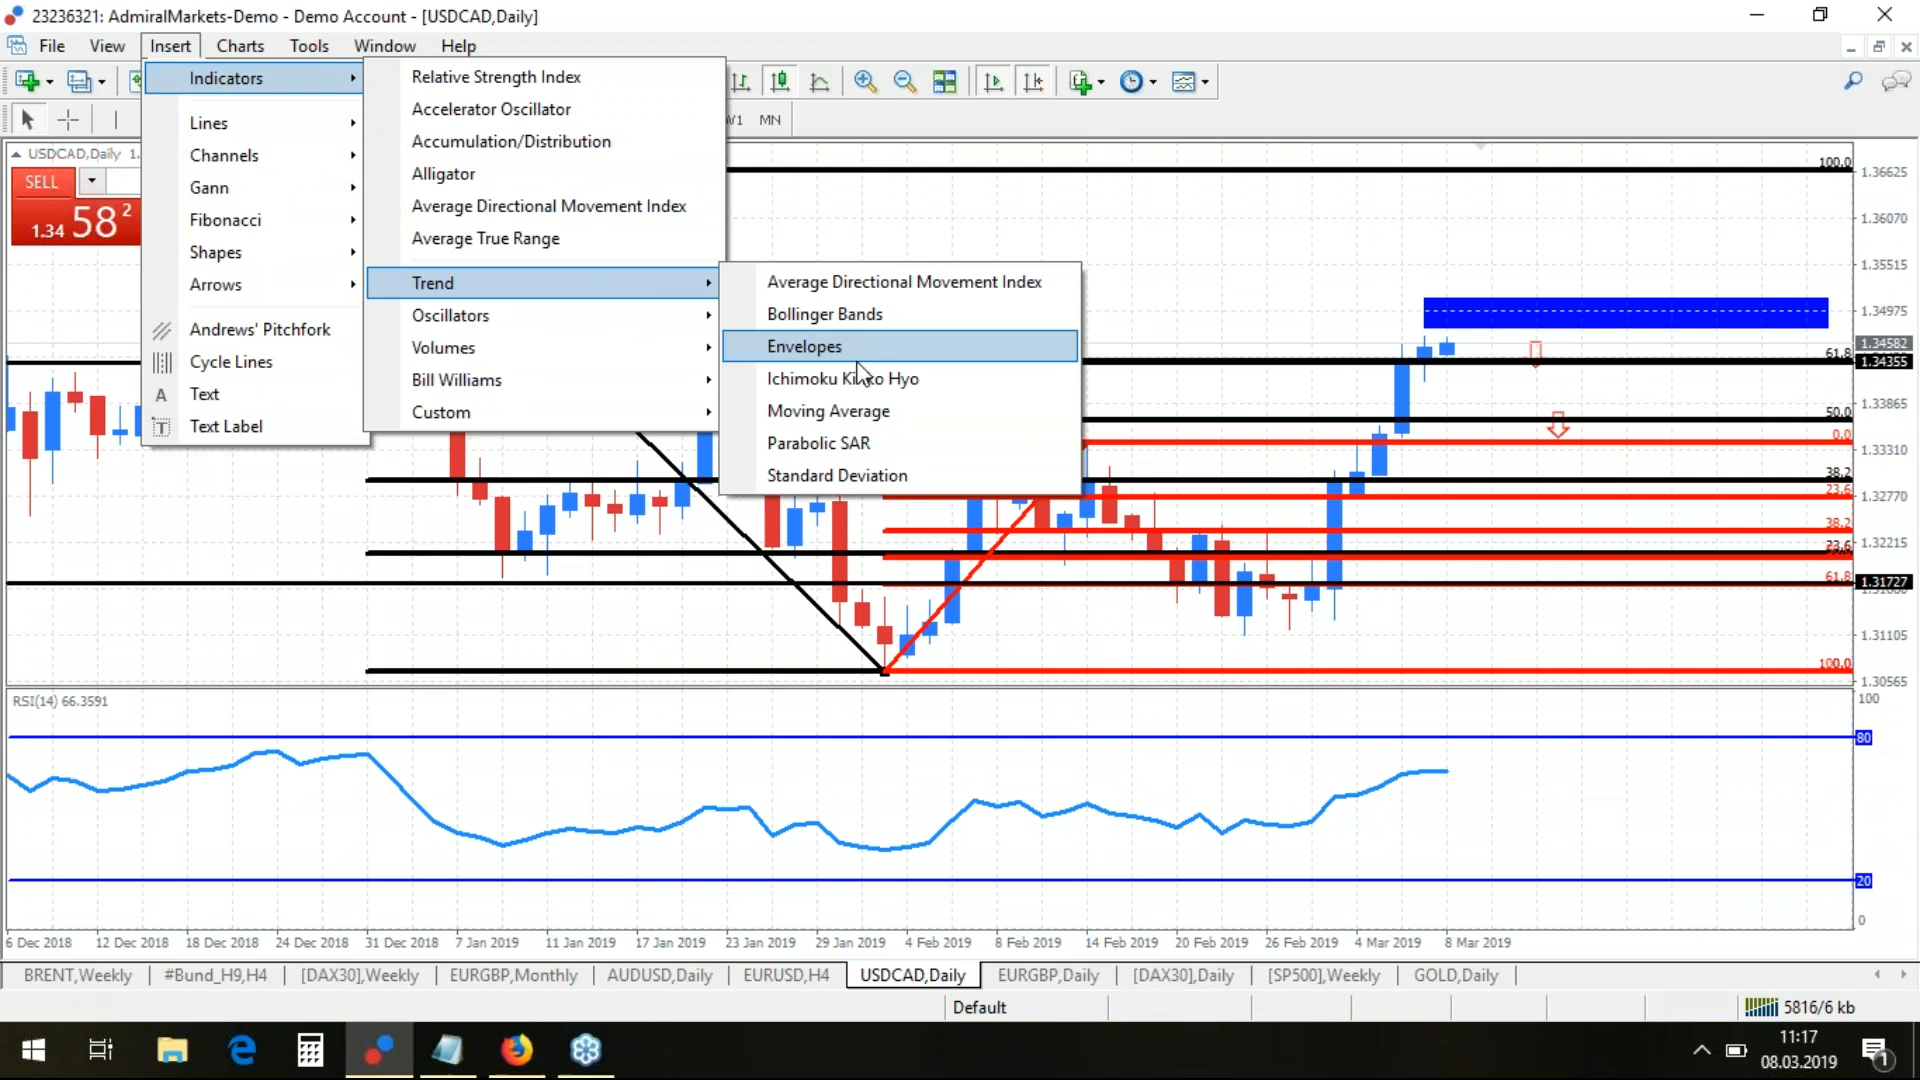 23236321: AdmiralMarkets-Demo - Demo Account - [USDCAD,Daily]
File View Insert Charts Tools Window Help
Indicators
Lines
Channels
Gann
Fibonacci
Shapes
Arrows
Andrews' Pitchfork
Cycle Lines
A Text
T Text Label
Relative Strength Index
Accelerator Oscillator
Accumulation/Distribution
Alligator
Average Directional Movement Index
Average True Range
Trend
Oscillators
Volumes
Bill Williams
Custom
Average Directional Movement Index
Bollinger Bands
Envelopes
Ichimoku Hyo
Moving Average
Parabolic SAR
Standard Deviation
MN
USDCAD,Daily 1.
SELL
1.34 58 2
100.0
61.8
50.0
0.0
38.2
23.6
38.2
23.6
61.8
100.0
1.36625
1.36070
1.35515
1.34975
1.34582
1.34355
1.33865
1.33310
1.32770
1.32215
1.31727
1.31105
1.30565
RSI(14) 66.3591
100
80
20
0
6 Dec 2018 12 Dec 2018 18 Dec 2018 24 Dec 2018 31 Dec 2018 7 Jan 2019 11 Jan 2019 17 Jan 2019 23 Jan 2019 29 Jan 2019 4 Feb 2019 8 Feb 2019 14 Feb 2019 20 Feb 2019 26 Feb 2019 4 Mar 2019 8 Mar 2019
BRENT,Weekly #Bund_H9,H4 [DAX30],Weekly EURGBP,Monthly AUDUSD,Daily EURUSD,H4 USDCAD,Daily EURGBP,Daily [DAX30],Daily [SP500],Weekly GOLD,Daily
Default 5816/6 kb
11:17
08.03.2019
1